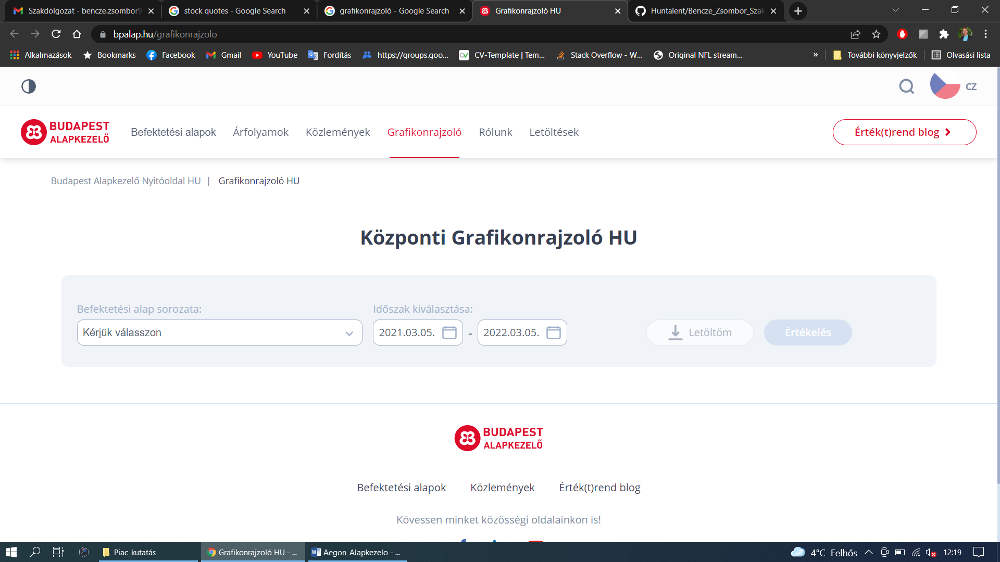 Szakdolgozat - bencze.zsombor9
stock quotes - Google Search
grafikonrajzoló - Google Search
Grafikonrajzoló HU
Huntalent/Bencze_Zsombor_Szak
bpalap.hu/grafikonrajzolo
Alkalmazások
Bookmarks
Facebook
Gmail
YouTube
Fordítás
https://groups.goo...
CV-Template | Tem...
Stack Overflow - W...
Original NFL stream...
»
További könyvjelzők
Olvasási lista
CZ
BUDAPEST
ALAPKEZELŐ
Befektetési alapok
Árfolyamok
Közlemények
Grafikonrajzoló
Rólunk
Letöltések
Érték(t)rend blog
Budapest Alapkezelő Nyitóoldal HU | Grafikonrajzoló HU
Központi Grafikonrajzoló HU
Befektetési alap sorozata:
Időszak kiválasztása:
Kérjük válasszon
2021.03.05. - 2022.03.05.
Letöltöm
Értékelés
BUDAPEST
ALAPKEZELŐ
Befektetési alapok
Közlemények
Érték(t)rend blog
Kövessen minket közösségi oldalainkon is!
Piac_kutatás
Grafikonrajzoló HU - ...
Aegon_Alapkezelo - ...
4°C Felhős
12:19